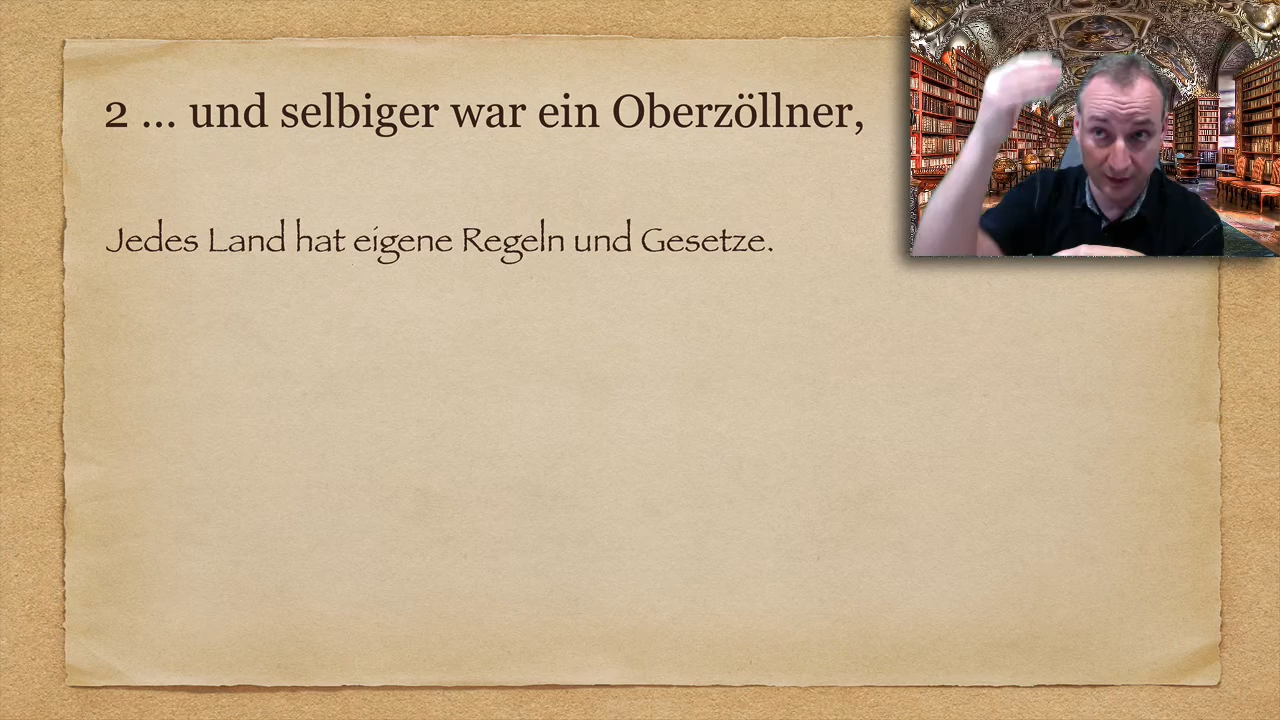 2 ... und selbiger war ein Oberzöllner,
Jedes Land hat eigene Regeln und Gesetze.